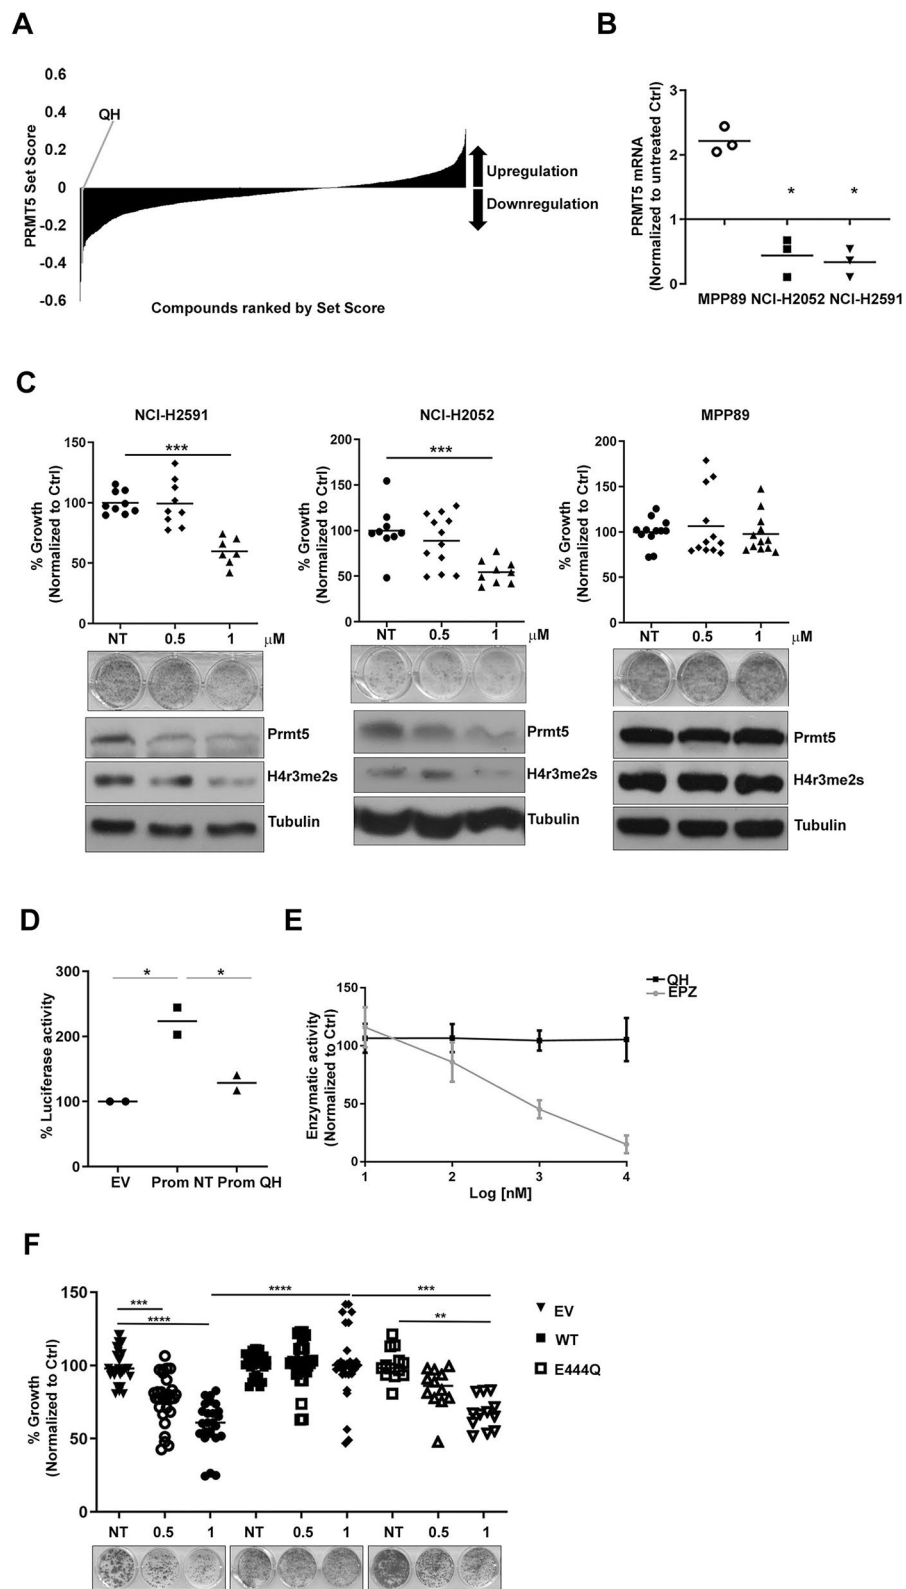 A
0.6
0.4
0.2
0
-0.2
-0.4
-0.6
PRMT5 Set Score
QH
Upregulation
Downregulation
Compounds ranked by Set Score
B
3
2
1
0
PRMT5 mRNA
(Normalized to untreated Ctrl)
* *
MPP89 NCI-H2052 NCI-H2591
C
NCI-H2591
150
100
50
0
% Growth
(Normalized to Ctrl)
***
NT 0.5 1 μM
Prmt5
H4r3me2s
Tubulin
NCI-H2052
200
150
100
50
0
% Growth
(Normalized to Ctrl)
***
NT 0.5 1 μM
Prmt5
H4r3me2s
Tubulin
MPP89
200
150
100
50
0
% Growth
(Normalized to Ctrl)
NT 0.5 1 μM
Prmt5
H4r3me2s
Tubulin
D
300
200
100
0
% Luciferase activity
* *
EV Prom NT Prom QH
E
150
100
50
0
Enzymatic activity
(Normalized to Ctrl)
QH
EPZ
1 2 3 4
Log [nM]
F
150
100
50
0
% Growth
(Normalized to Ctrl)
***
****
****
***
**
EV
WT
E444Q
NT 0.5 1 NT 0.5 1 NT 0.5 1